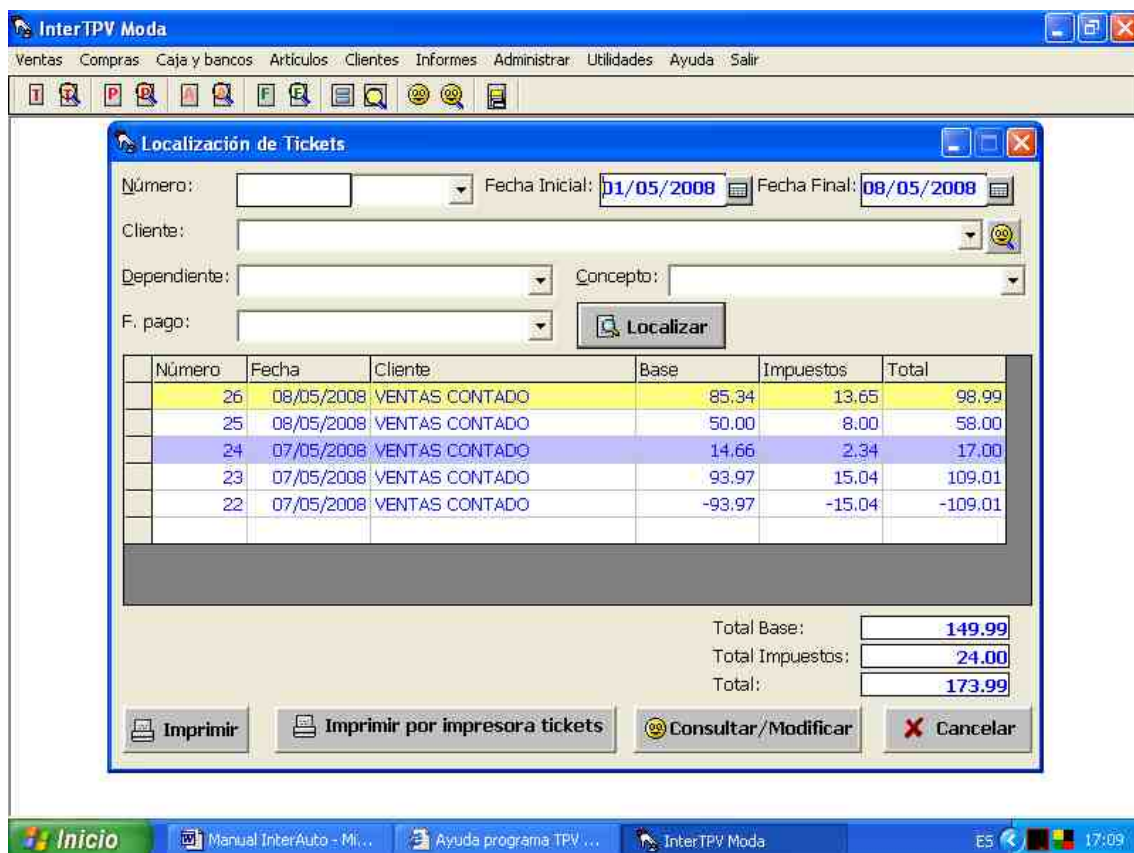 InterTPV Moda
Ventas Compras Caja y bancos Artículos Clientes Informes Administrar Utilidades Ayuda Salir
T T P P A A F F
Localización de Tickets
Número: Fecha Inicial: 01/05/2008 Fecha Final: 08/05/2008
Cliente:
Dependiente: Concepto:
F. pago: Localizar
Número Fecha Cliente Base Impuestos Total
26 08/05/2008 VENTAS CONTADO 85.34 13.65 98.99
25 08/05/2008 VENTAS CONTADO 50.00 8.00 58.00
24 07/05/2008 VENTAS CONTADO 14.66 2.34 17.00
23 07/05/2008 VENTAS CONTADO 93.97 15.04 109.01
22 07/05/2008 VENTAS CONTADO -93.97 -15.04 -109.01
Total Base: 149.99
Total Impuestos: 24.00
Total: 173.99
Imprimir Imprimir por impresora tickets Consultar/Modificar Cancelar
Inicio Manual InterAuto - Mi... Ayuda programa TPV ... InterTPV Moda ES 17:09